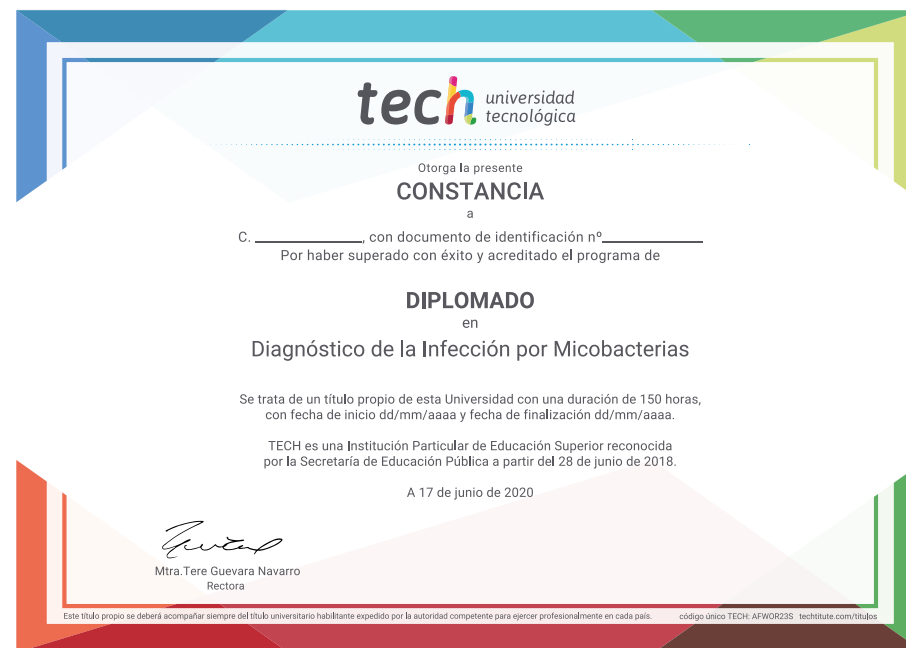 tech universidad
tecnológica
Otorga la presente
CONSTANCIA
a
C. ____________, con documento de identificación nº____________
Por haber superado con éxito y acreditado el programa de
DIPLOMADO
en
Diagnóstico de la Infección por Micobacterias
Se trata de un título propio de esta Universidad con una duración de 150 horas,
con fecha de inicio dd/mm/aaaa y fecha de finalización dd/mm/aaaa.
TECH es una Institución Particular de Educación Superior reconocida
por la Secretaría de Educación Pública a partir del 28 de junio de 2018.
A 17 de junio de 2020
Mtra.Tere Guevara Navarro
Rectora
Este título propio se deberá acompañar siempre del título universitario habilitante expedido por la autoridad competente para ejercer profesionalmente en cada país. código único TECH: AFWOR23S techtitute.com/titulos